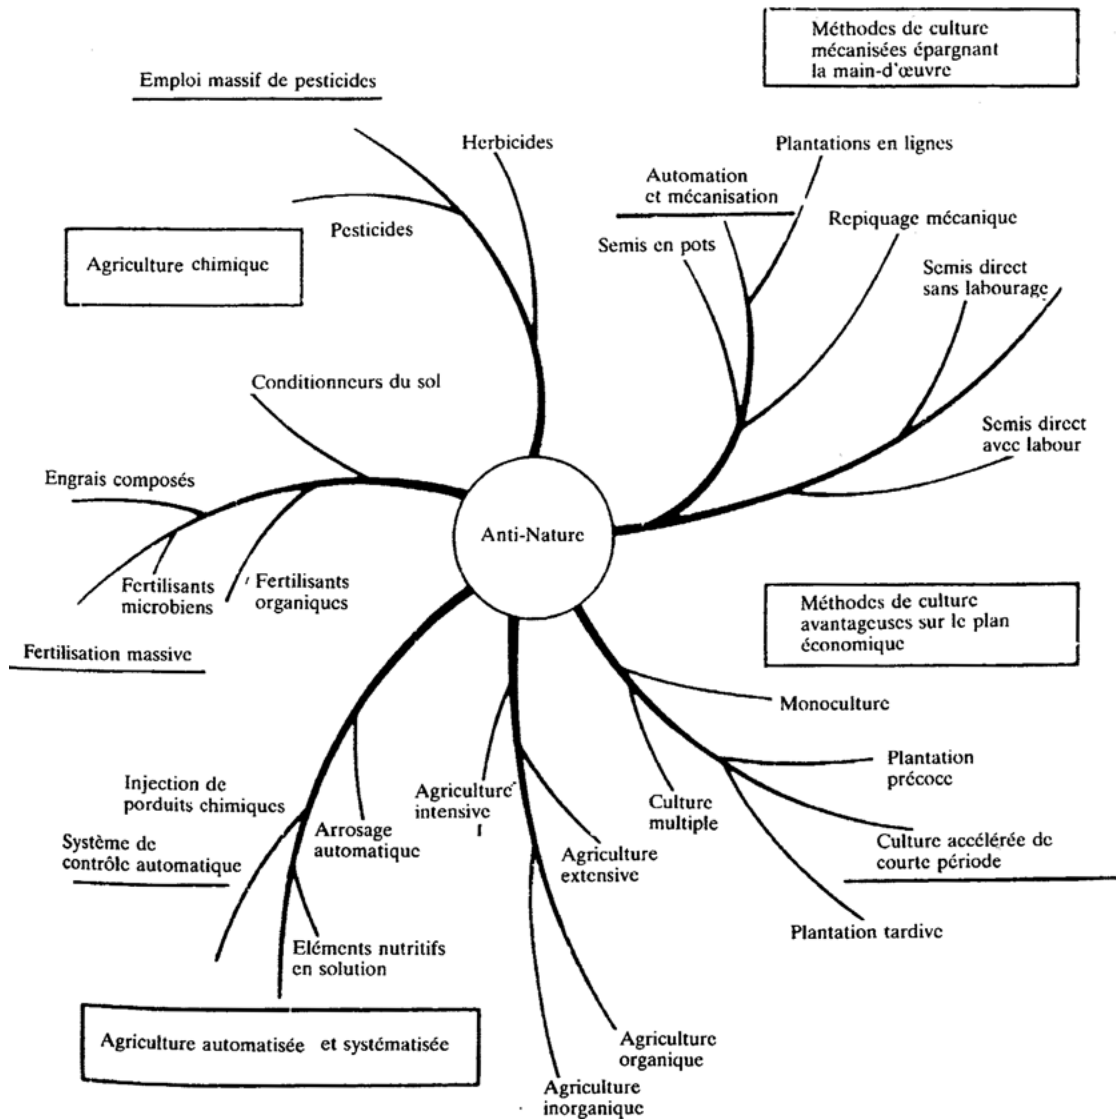 Méthodes de culture
mécanisées épargnant
la main-d'œuvre
Emploi massif de pesticides
Herbicides
Plantations en lignes
Automation
et mécanisation
Pesticides
Repiquage mécanique
Semis en pots
Agriculture chimique
Semis direct
sans labourage
Conditionneurs du sol
Semis direct
avec labour
Engrais composés
Anti-Nature
Fertilisants
microbiens
Fertilisants
organiques
Méthodes de culture
avantageuses sur le plan
économique
Fertilisation massive
Monoculture
Plantation
précoce
Injection de
porduits chimiques
Arrosage
automatique
Agriculture
intensive
Culture
multiple
Système de
contrôle automatique
Agriculture
extensive
Culture accélérée de
courte période
Plantation tardive
Eléments nutritifs
en solution
Agriculture automatisée et systématisée
Agriculture
organique
Agriculture
inorganique